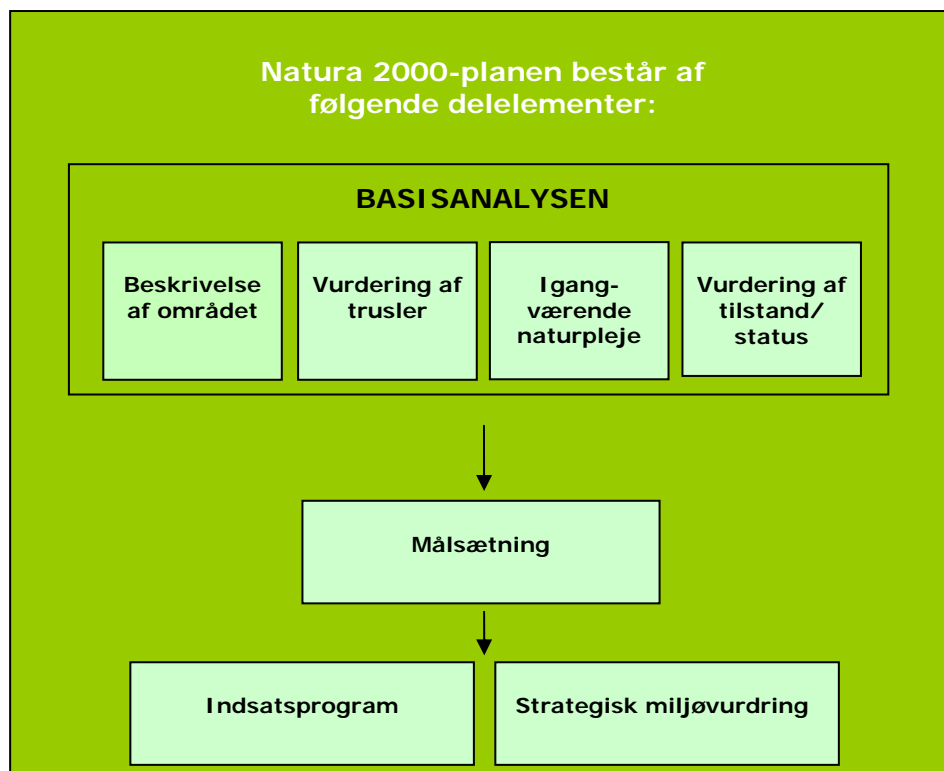 Natura 2000-planen består af
følgende delelementer:
BASISANALYSEN
Beskrivelse
af området
Vurdering af
trusler
Igang-
værende
naturpleje
Vurdering af
tilstand/
status
Målsætning
Indsatsprogram
Strategisk miljøvurdring